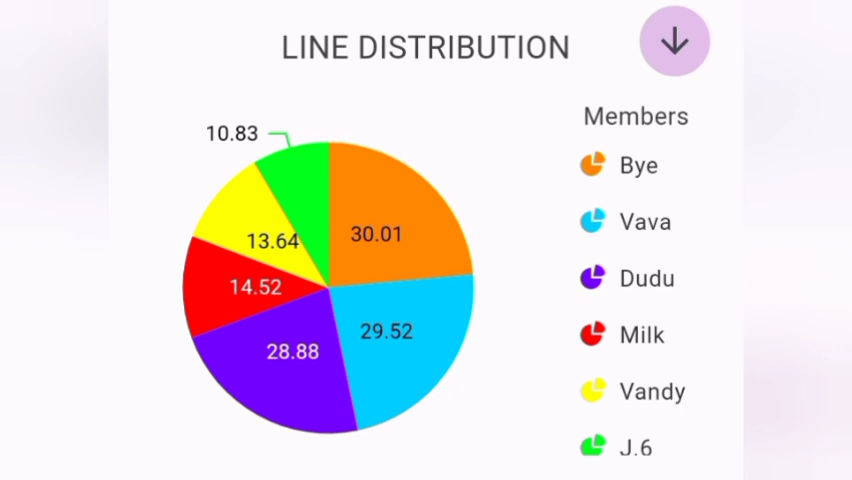 LINE DISTRIBUTION
Members
10.83
Bye
30.01
13.64
Vava
14.52
Dudu
29.52
28.88
Milk
Vandy
J.6